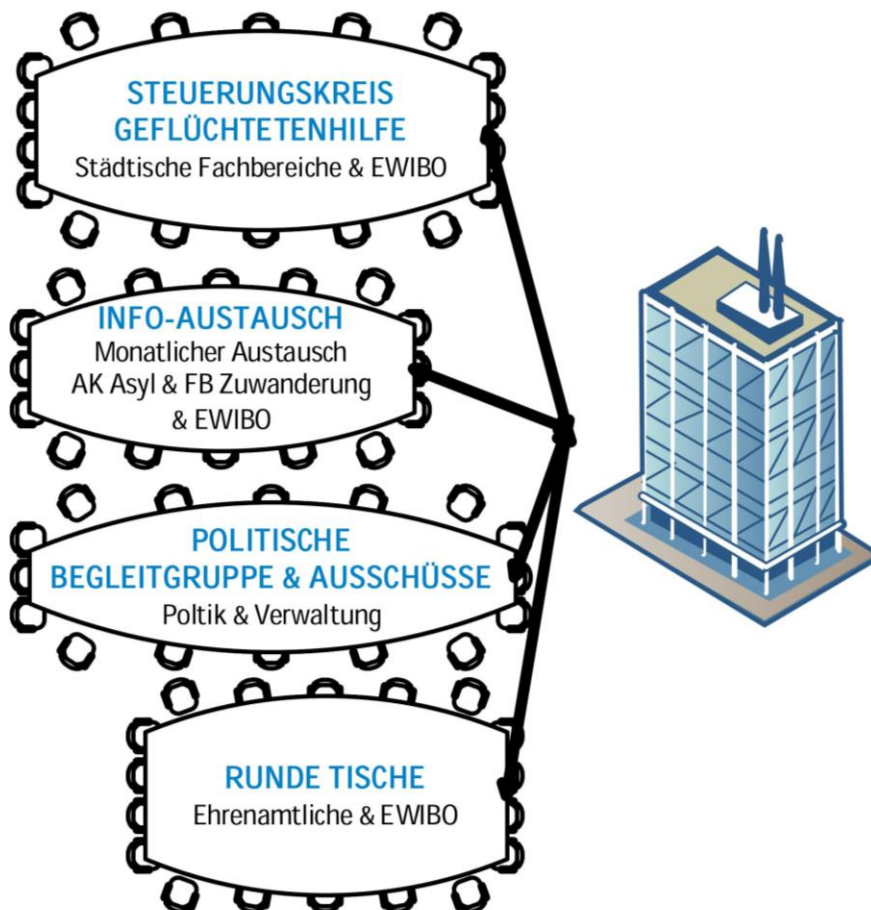 STEUERUNGSKREIS
GEFLÜCHTETENHILFE
Städtische Fachbereiche & EWIBO
INFO-AUSTAUSCH
Monatlicher Austausch
AK Asyl & FB Zuwanderung
& EWIBO
POLITISCHE
BEGLEITGRUPPE & AUSSCHÜSSE
Poltik & Verwaltung
RUNDE TISCHE
Ehrenamtliche & EWIBO